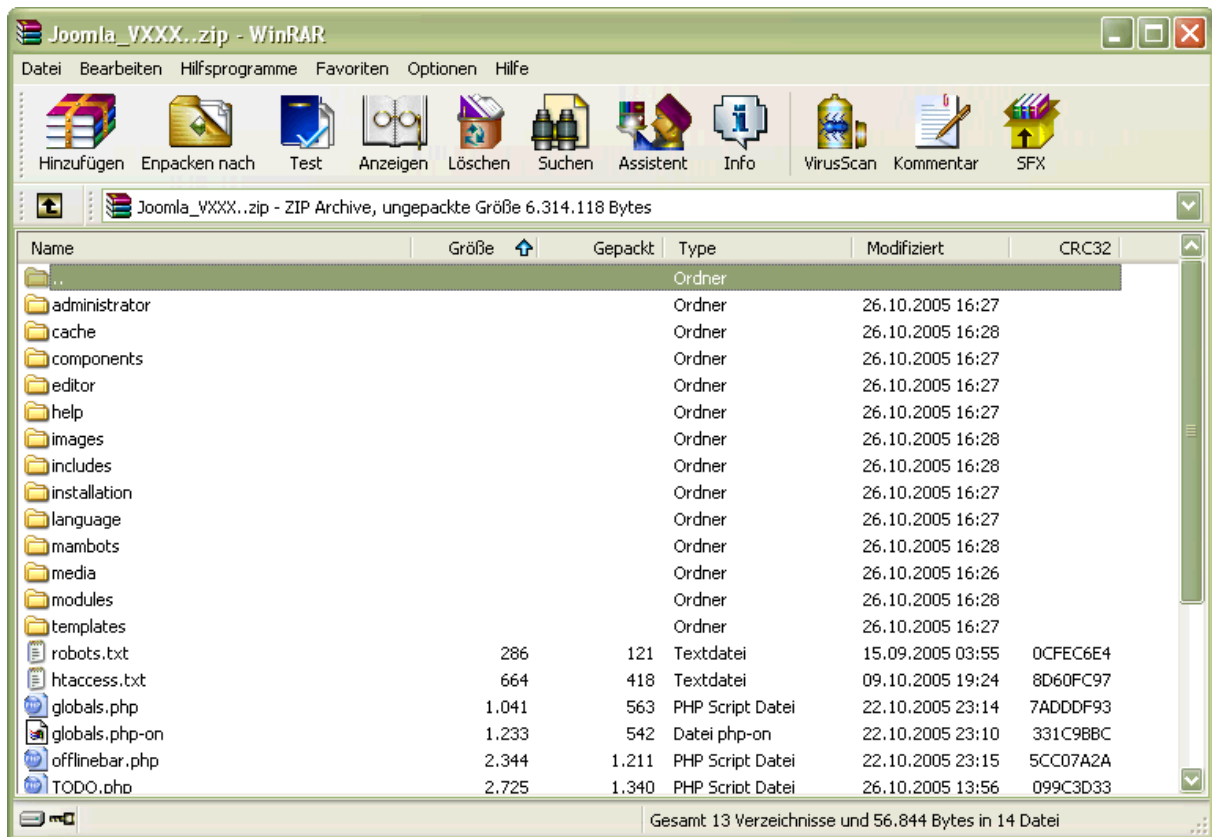 Joomla_VXXX..zip - WinRAR
Datei Bearbeiten Hilfsprogramme Favoriten Optionen Hilfe
Hinzufügen Enpacken nach Test Anzeigen Löschen Suchen Assistent Info VirusScan Kommentar SFX
Joomla_VXXX..zip - ZIP Archive, ungepackte Größe 6.314.118 Bytes
Name Größe Gepackt Type Modifiziert CRC32
.. Ordner
administrator Ordner 26.10.2005 16:27
cache Ordner 26.10.2005 16:28
components Ordner 26.10.2005 16:27
editor Ordner 26.10.2005 16:27
help Ordner 26.10.2005 16:27
images Ordner 26.10.2005 16:28
includes Ordner 26.10.2005 16:28
installation Ordner 26.10.2005 16:27
language Ordner 26.10.2005 16:27
mambots Ordner 26.10.2005 16:28
media Ordner 26.10.2005 16:26
modules Ordner 26.10.2005 16:28
templates Ordner 26.10.2005 16:27
robots.txt 286 121 Textdatei 15.09.2005 03:55 0CFEC6E4
htaccess.txt 664 418 Textdatei 09.10.2005 19:24 8D60FC97
globals.php 1.041 563 PHP Script Datei 22.10.2005 23:14 7ADDDF93
globals.php-on 1.233 542 Datei php-on 22.10.2005 23:10 331C9BBC
offlinebar.php 2.344 1.211 PHP Script Datei 22.10.2005 23:15 5CC07A2A
TODO.php 2.725 1.340 PHP Script Datei 26.10.2005 13:56 099C3D33
Gesamt 13 Verzeichnisse und 56.844 Bytes in 14 Datei